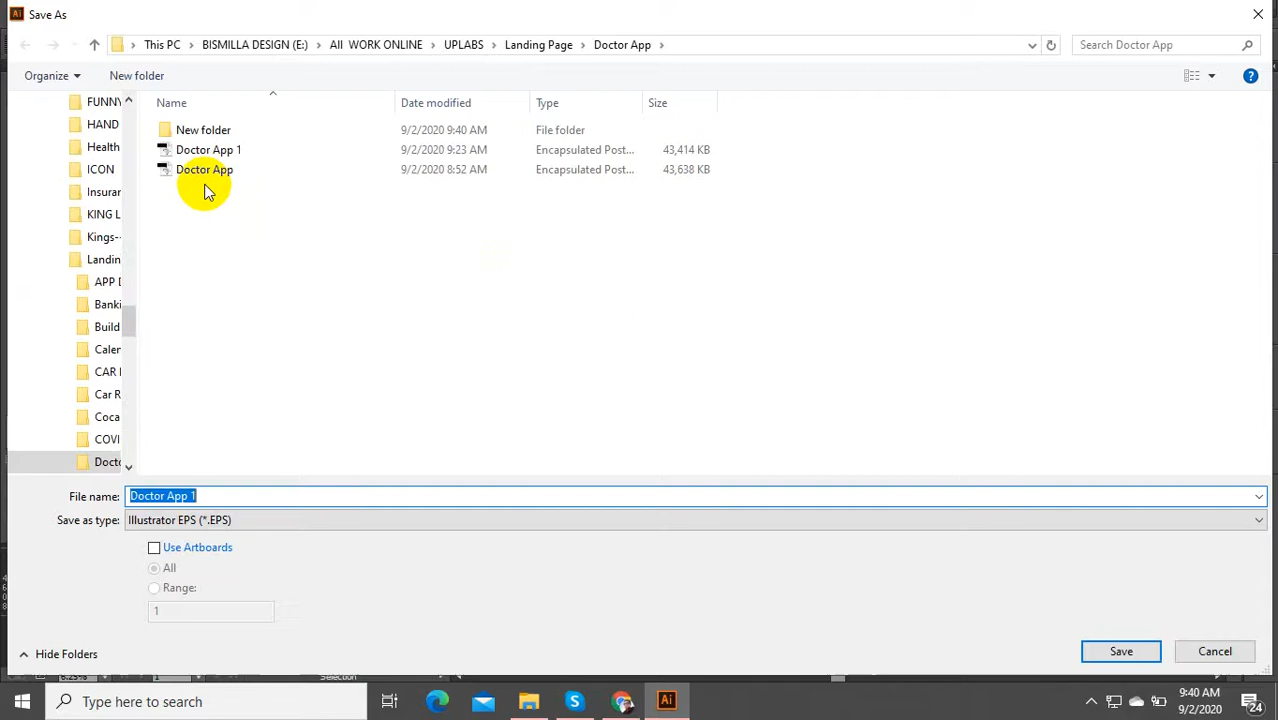 Save As
This PC
BISMILLA DESIGN (E:)
All WORK ONLINE
UPLABS
Landing Page
Doctor App
Search Doctor App
Organize
New folder
Name
Date modified
Type
Size
FUNNY
HAND
Health
ICON
Insurar
KING L
Kings--
Landin
APP D
Banki
Build
Calen
CAR
Car R
Coca
COVI
Docto
New folder 9/2/2020 9:40 AM File folder
Doctor App 1 9/2/2020 9:23 AM Encapsulated Post... 43,414 KB
Doctor App 9/2/2020 8:52 AM Encapsulated Post... 43,638 KB
File name: Doctor App 1
Save as type: Illustrator EPS (*.EPS)
Use Artboards
All
Range:
1
Hide Folders
Save
Cancel
Type here to search
9:40 AM
9/2/2020
24